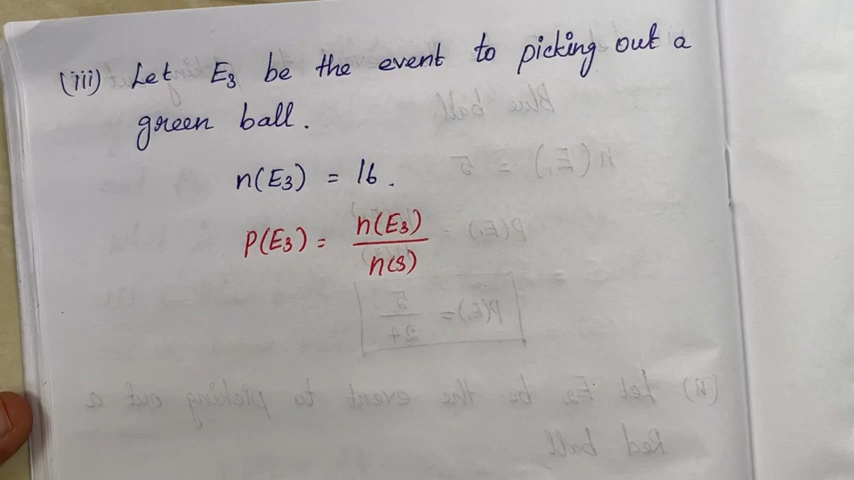 (iii) Let E₃ be the event to picking out a
green ball.
n(E₃) = 16.
P(E₃) = n(E₃)/n(S)